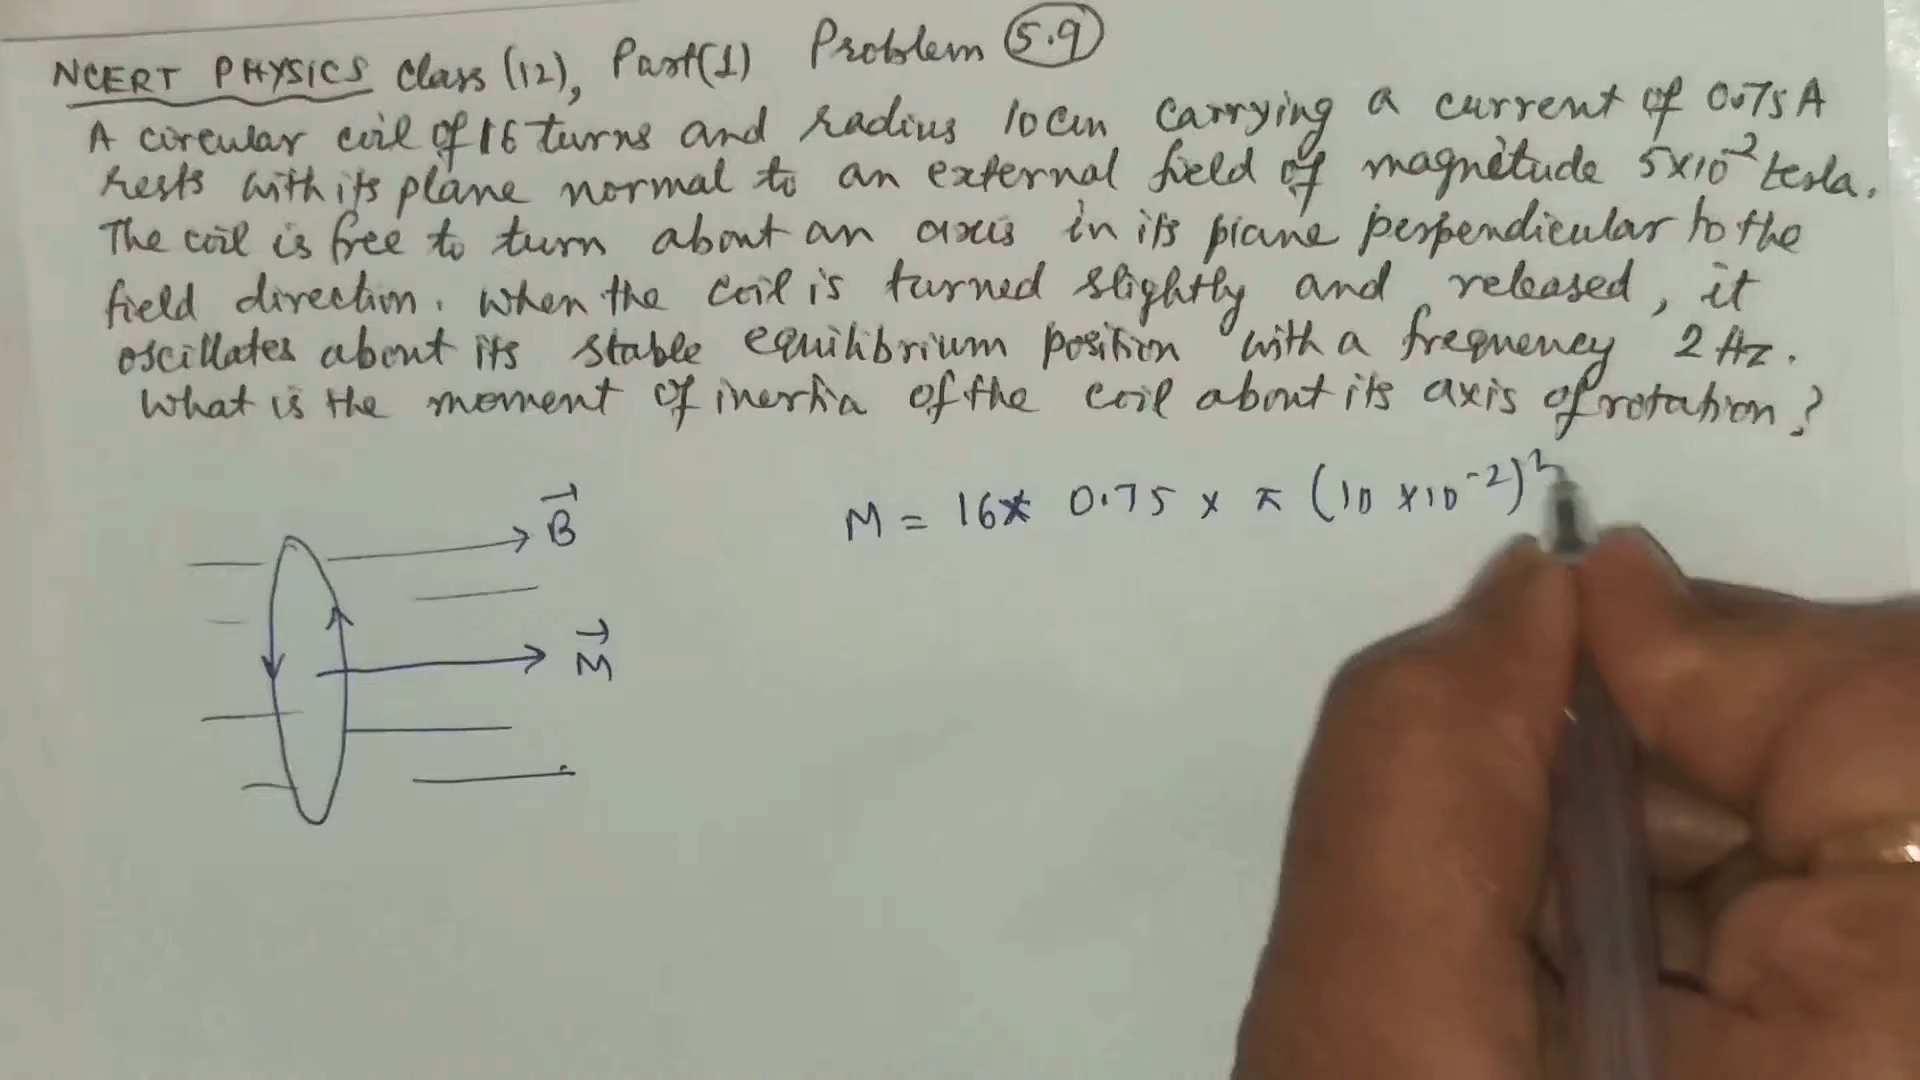 NCERT PHYSICS Class (12), Part(1) Problem 5.9
A circular coil of 16 turns and radius 10cm carrying a current of 0.75A
rests with its plane normal to an external field of magnetude 5×10⁻² tesla.
The coil is free to turn about an axis in its plane perpendicular to the
field direction. When the coil is turned slightly and released, it
oscillates about its stable equilibrium position with a frequency 2 Hz.
What is the moment of inertia of the coil about its axis of rotation?
M = 16 × 0.75 × π (10 × 10⁻²)²
B⃗
M⃗